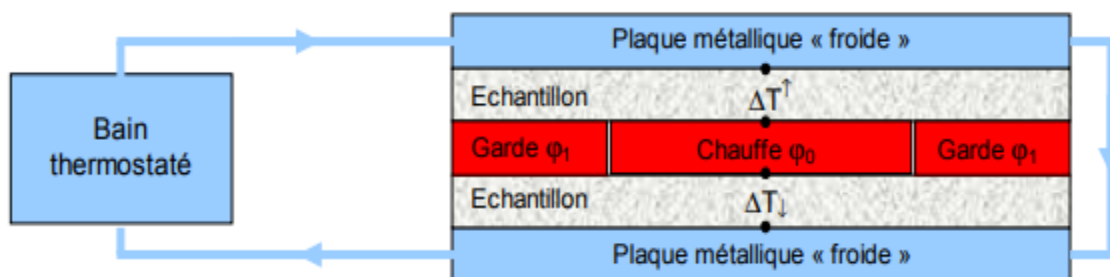 Plaque métallique « froide »
Echantillon
ΔT↑
Bain
thermostaté
Garde φ₁
Chauffe φ₀
Garde φ₁
Echantillon
ΔT↓
Plaque métallique « froide »